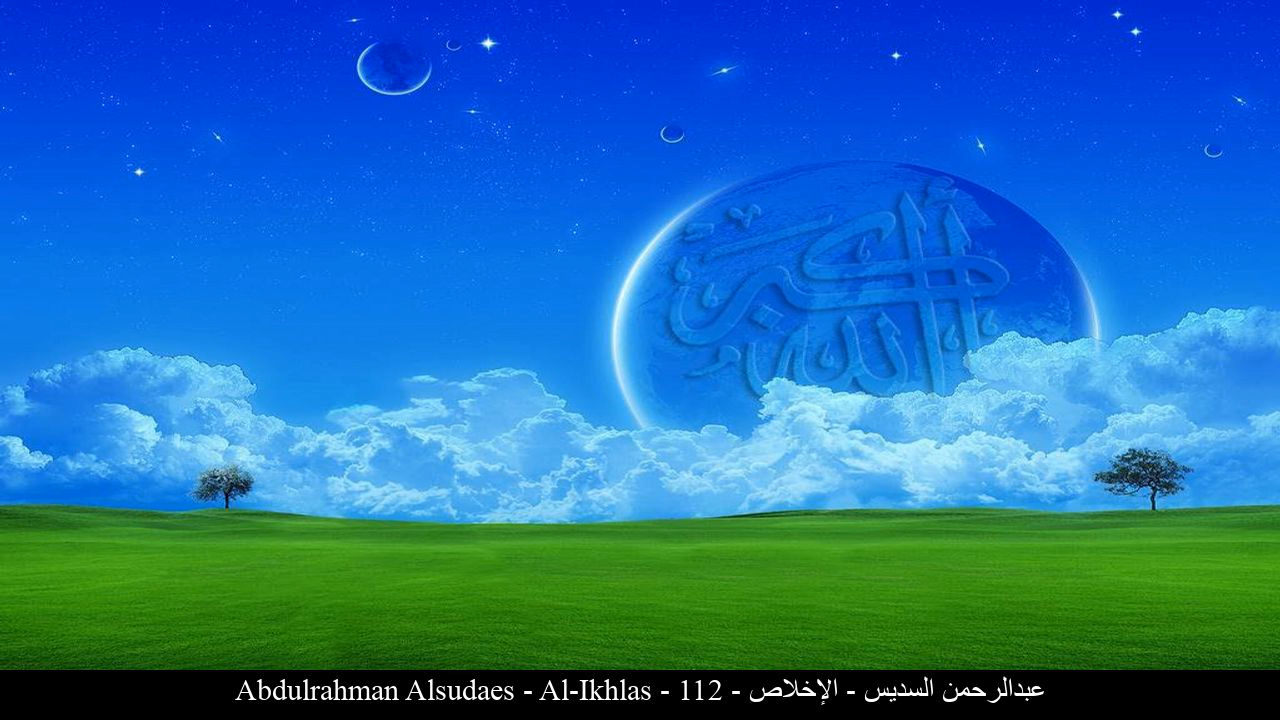 الله أكبر
Abdulrahman Alsudaes - Al-Ikhlas - 112 - عبدالرحمن السديس - الإخلاص